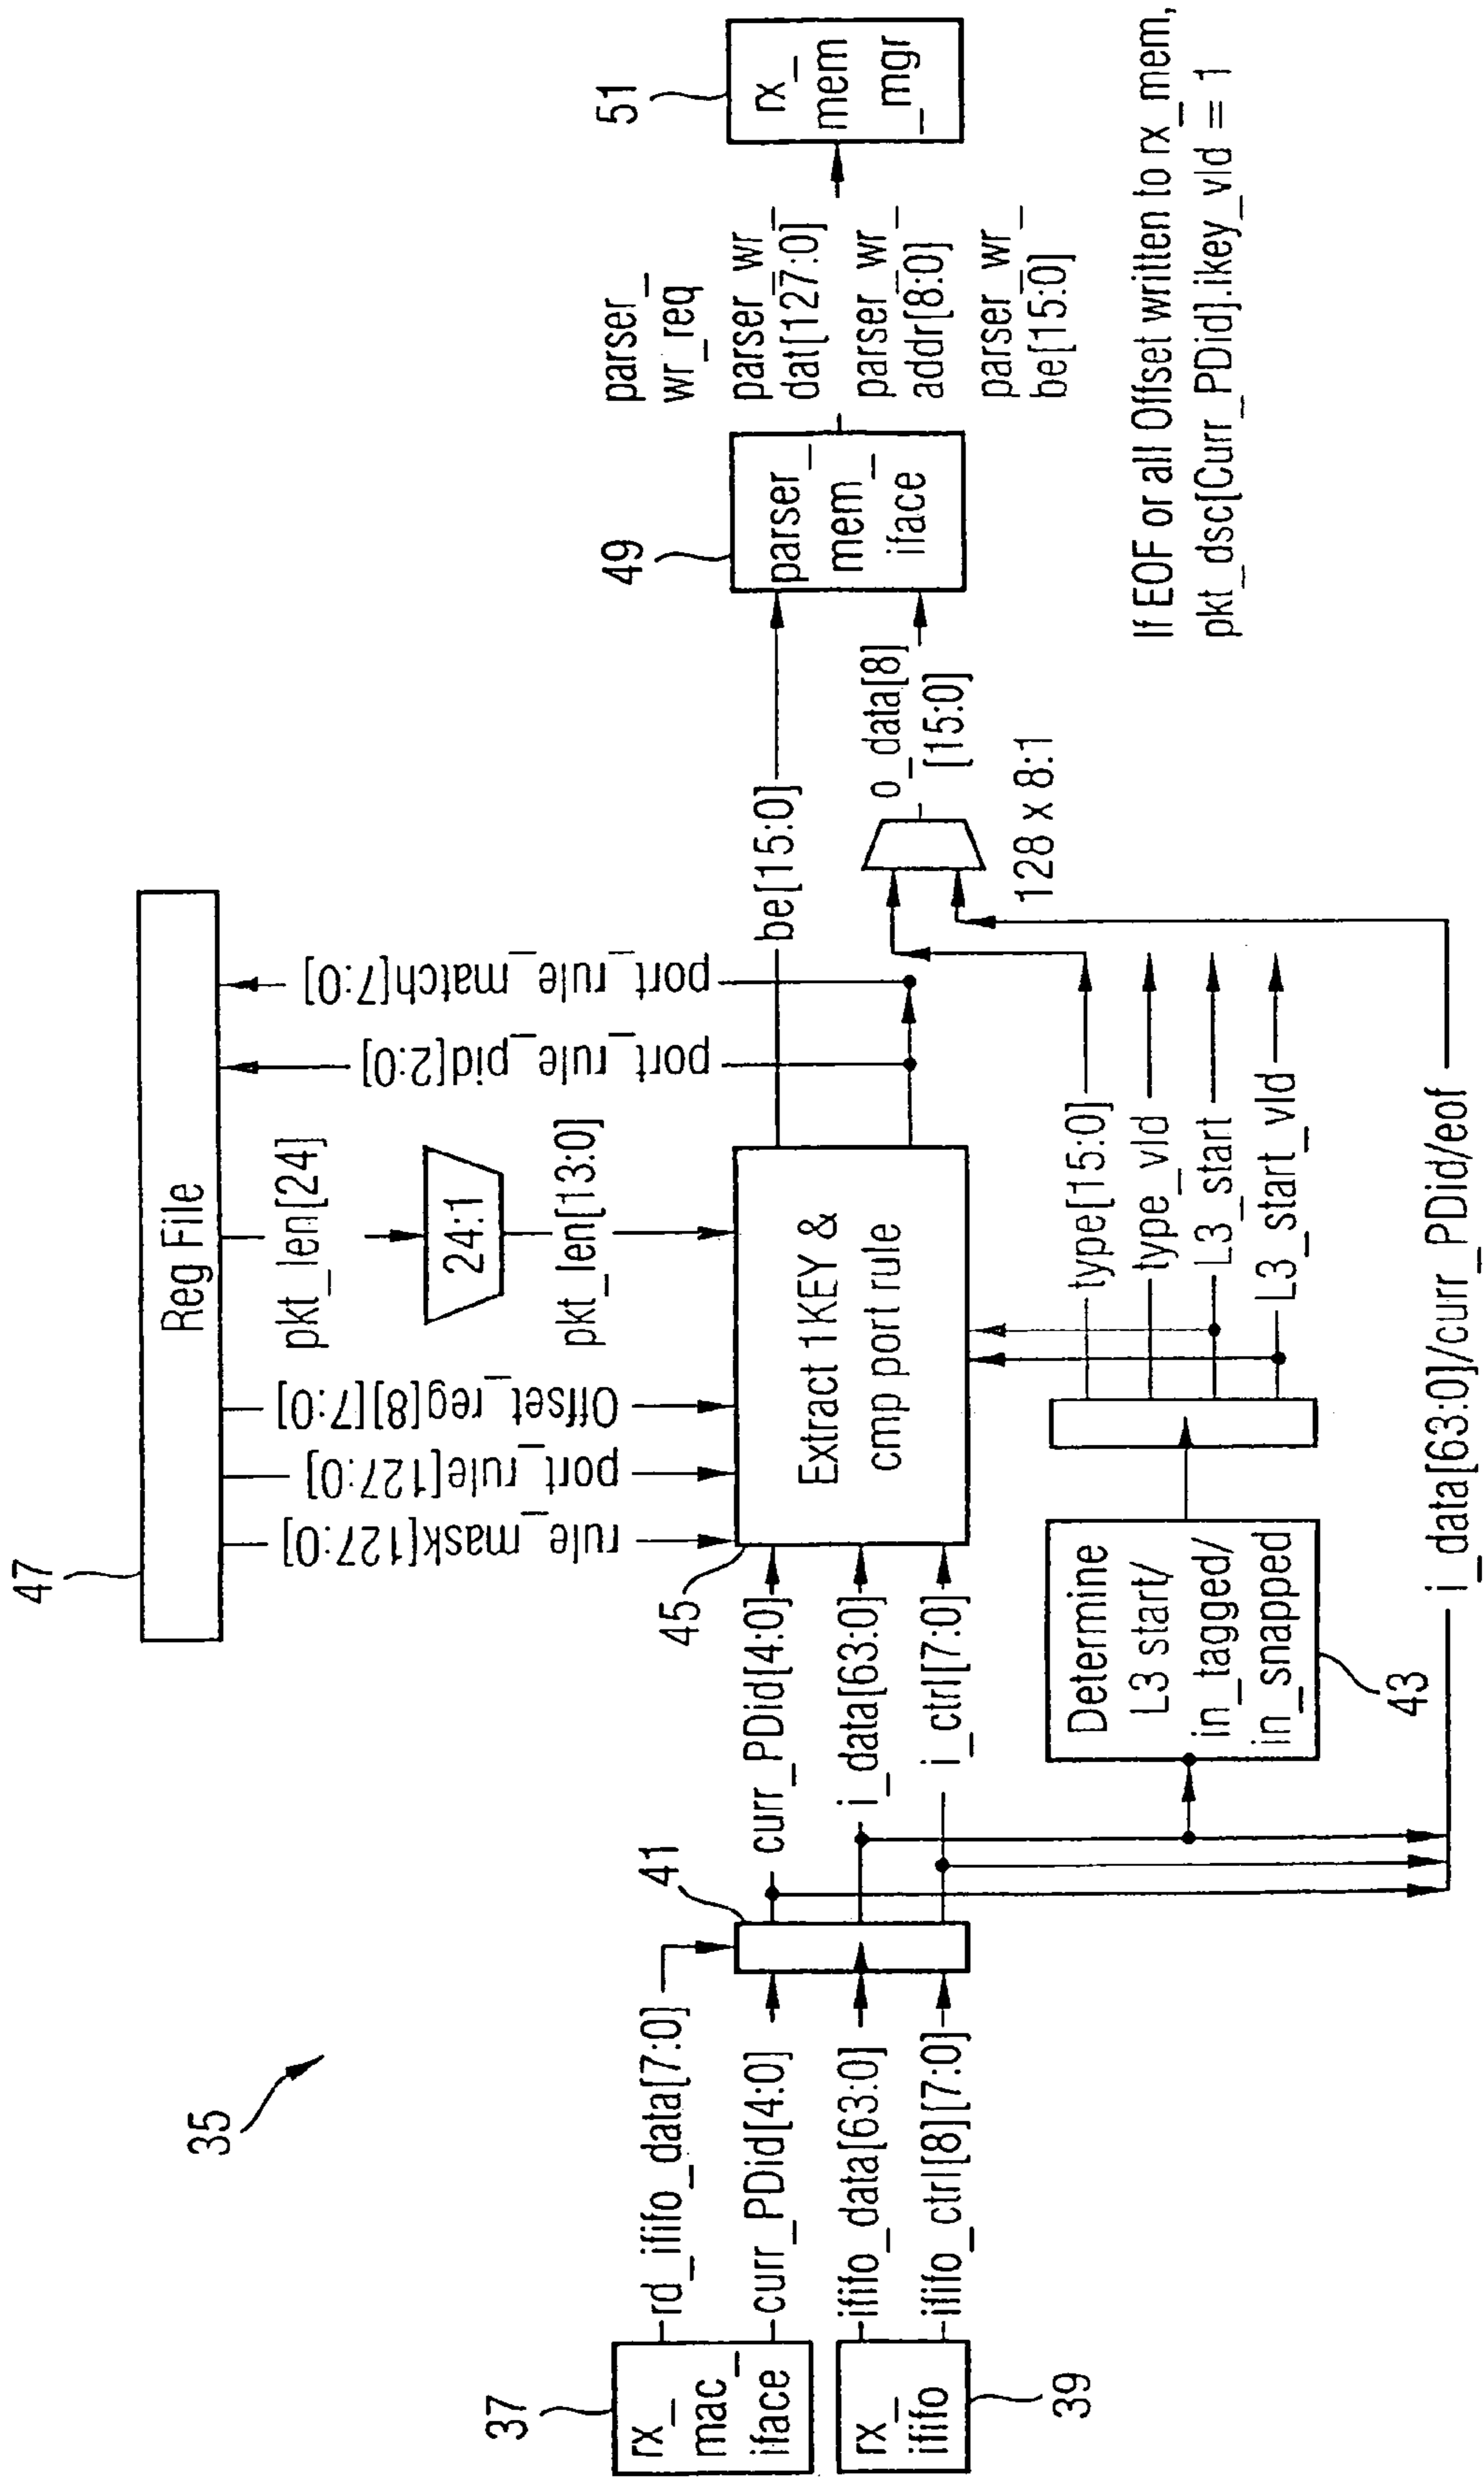 35
37
rx_
mac_
iface
39
rx_
ififo
rd_ififo_data[7:0]
curr_PDid[4:0]
ififo_data[63:0]
ififo_ctrl[8][7:0]
41
curr_PDid[4:0]
i_data[63:0]
i_ctrl[7:0]
43
Determine
L3 start/
in_tagged/
in_snapped
45
Extract 1KEY &
cmp port rule
47
Reg File
rule_mask[127:0]
port_rule[127:0]
Offset_reg[8][7:0]
pkt_len[24]
24:1
pkt_len[13:0]
port_rule_pid[2:0]
port_rule_match[7:0]
type[15:0]
type_vld
L3_start
L3_start_vld
i_data[63:0]/curr_PDid/eof
be[15:0]
128 x 8:1
o_data[8]
[15:0]
49
parser_
mem_
iface
parser_
wr_req
parser_wr_
dat[127:0]
parser_wr_
addr[8:0]
parser_wr_
be[15:0]
51
rx_
mem
_mgr
If EOF or all Offset written to rx_mem,
pkt_dsc[Curr_PDid].ikey_vld = 1